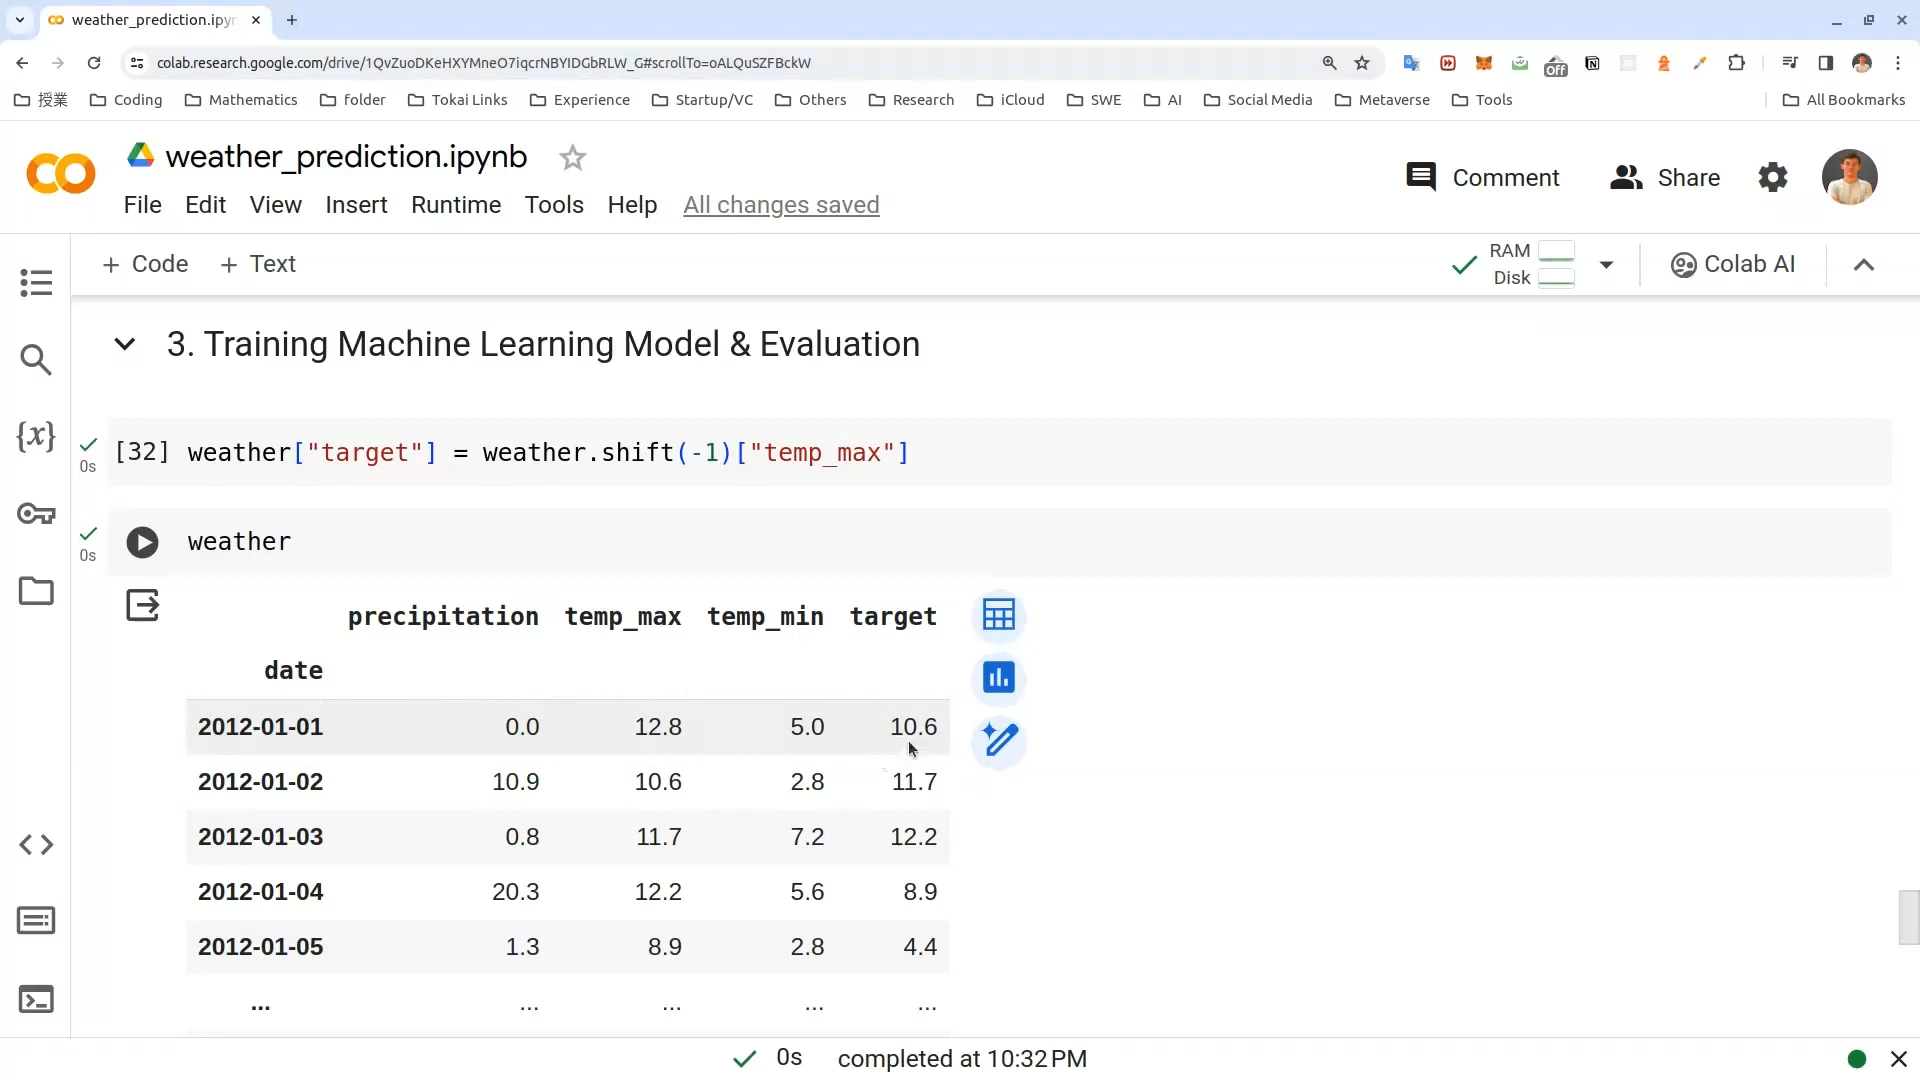 weather_prediction.ipyn
colab.research.google.com/drive/1QvZuoDKeHXYMneO7iqcrNBYIDGbRLW_G#scrollTo=oALQuSZFBckW
Off
授業 Coding Mathematics folder Tokai Links Experience Startup/VC Others Research iCloud SWE AI Social Media Metaverse Tools All Bookmarks
weather_prediction.ipynb
Comment Share
File Edit View Insert Runtime Tools Help All changes saved
+ Code + Text RAM Disk Colab AI
3. Training Machine Learning Model & Evaluation
[32] weather["target"] = weather.shift(-1)["temp_max"]
0s
weather
0s
precipitation temp_max temp_min target
date
2012-01-01 0.0 12.8 5.0 10.6
2012-01-02 10.9 10.6 2.8 11.7
2012-01-03 0.8 11.7 7.2 12.2
2012-01-04 20.3 12.2 5.6 8.9
2012-01-05 1.3 8.9 2.8 4.4
... ... ... ... ...
0s completed at 10:32 PM